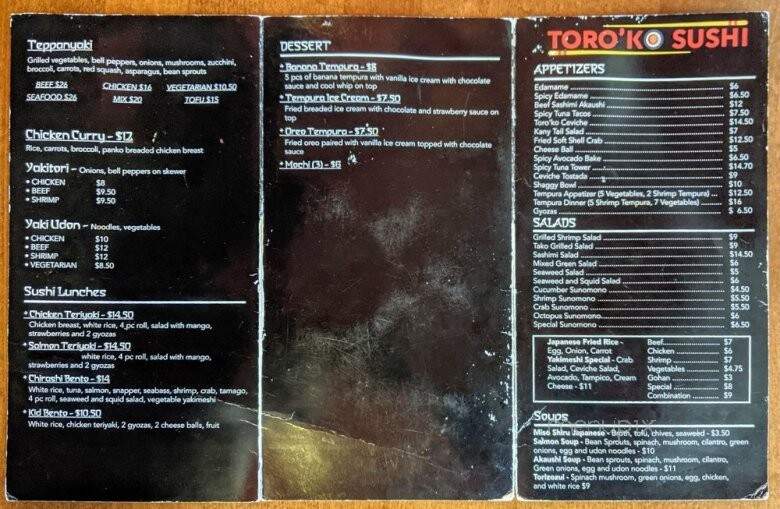 Teppanyaki
Grilled vegetables, bell peppers, onions, mushrooms, zucchini,
broccoli, carrots, red squash, asparagus, bean sprouts
BEEF $26 CHICKEN $16 VEGETARIAN $10.50
SEAFOOD $26 MIX $20 TOFU $15
Chicken Curry - $12
Rice, carrots, broccoli, panko breaded chicken breast
Yakitori - Onions, bell peppers on skewer
• CHICKEN $8
• BEEF $9.50
• SHRIMP $9.50
Yaki Udon - Noodles, vegetables
• CHICKEN $10
• BEEF $12
• SHRIMP $12
• VEGETARIAN $8.50
Sushi Lunches
• Chicken Teriyaki - $14.50
Chicken breast, white rice, 4 pc roll, salad with mango,
strawberries and 2 gyozas
• Salmon Teriyaki - $14.50
white rice, 4 pc roll, salad with mango,
strawberries and 2 gyozas
• Chirashi Bento - $14
White rice, tuna, salmon, snapper, seabass, shrimp, crab, tamago,
4 pc roll, seaweed and squid salad, vegetable yakimeshi
• Kid Bento - $10.50
White rice, chicken teriyaki, 2 gyozas, 2 cheese balls, fruit
DESSERT
• Banana Tempura - $8
5 pcs of banana tempura with vanilla ice cream with chocolate
sauce and cool whip on top
• Tempura Ice Cream - $7.50
Fried breaded ice cream with chocolate and strawberry sauce on
top
• Oreo Tempura - $7.50
Fried oreo paired with vanilla ice cream topped with chocolate
sauce
• Mochi (3) - $6
TORO'KO SUSHI
APPETIZERS
Edamame $6
Spicy Edamame $6.50
Beef Sashimi Akaushi $12
Spicy Tuna Tacos $7.50
Toro'ko Ceviche $14.50
Kany Tail Salad $7
Fried Soft Shell Crab $12.50
Cheese Ball $5
Spicy Avocado Bake $6.50
Spicy Tuna Tower $14.70
Ceviche Tostada $9
Shaggy Bowl $10
Tempura Appetizer (5 Vegetables, 2 Shrimp Tempura) $12.50
Tempura Dinner (5 Shrimp Tempura, 7 Vegetables) $16
Gyozas $ 6.50
SALADS
Grilled Shrimp Salad $9
Tako Grilled Salad $9
Sashimi Salad $14.50
Mixed Green Salad $6
Seaweed Salad $5
Seaweed and Squid Salad $6
Cucumber Sunomono $4.50
Shrimp Sunomono $5.50
Crab Sunomono $5.50
Octopus Sunomono $6
Special Sunomono $6.50
Japanese Fried Rice - Beef $7
Egg, Onion, Carrot Chicken $6
Yakimeshi Special - Crab Shrimp $7
Salad, Ceviche Salad, Vegetables $4.75
Avocado, Tampico, Cream Gohan $3
Cheese - $11 Special $8
Combination $9
Soups
Miso Shiru Japanese - Broth, tofu, chives, seaweed - $3.50
Salmon Soup - Bean Sprouts, spinach, mushroom, cilantro, green
onions, egg and udon noodles - $10
Akaushi Soup - Bean sprouts, spinach, mushroom, cilantro,
Green onions, egg and udon noodles - $11
Torizozui - Spinach mushroom, green onions, egg, chicken,
and white rice $9